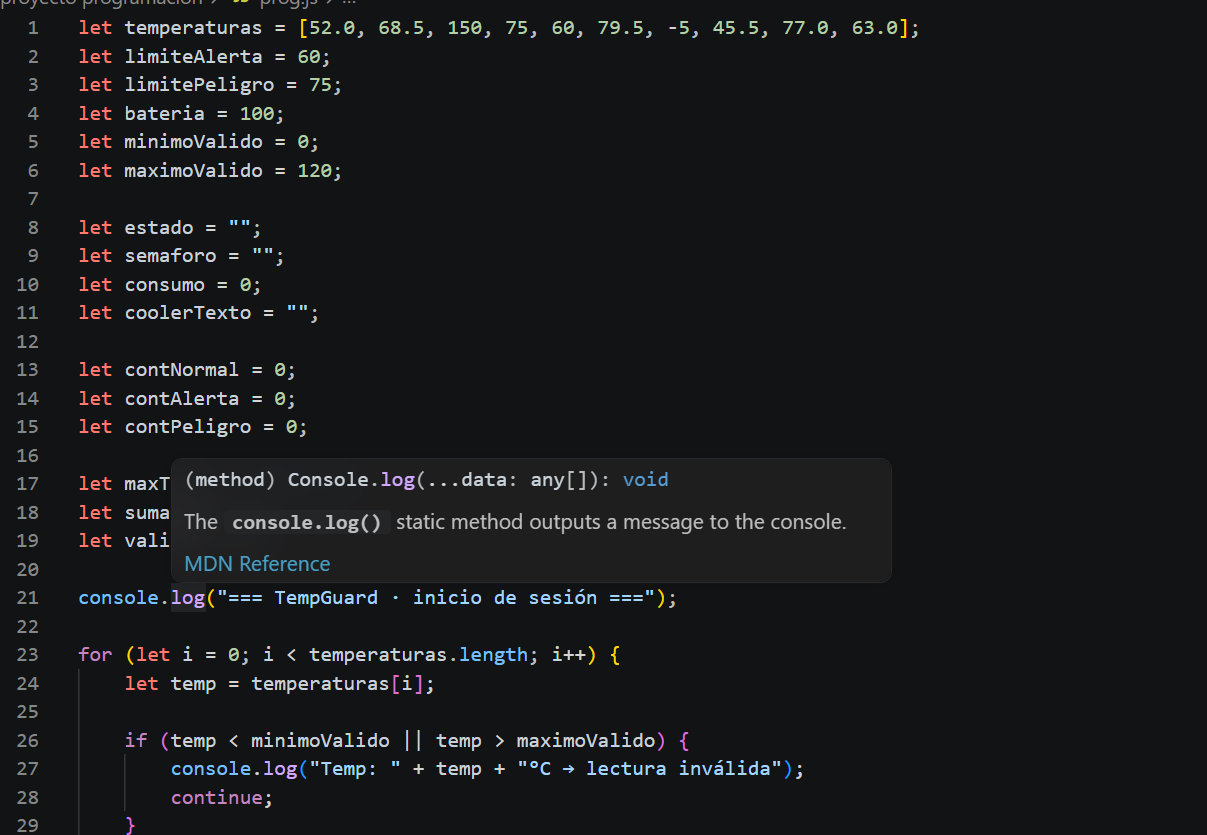 proyecto programacion > prog.js > ...
1 let temperaturas = [52.0, 68.5, 150, 75, 60, 79.5, -5, 45.5, 77.0, 63.0];
2 let limiteAlerta = 60;
3 let limitePeligro = 75;
4 let bateria = 100;
5 let minimoValido = 0;
6 let maximoValido = 120;
7
8 let estado = "";
9 let semaforo = "";
10 let consumo = 0;
11 let coolerTexto = "";
12
13 let contNormal = 0;
14 let contAlerta = 0;
15 let contPeligro = 0;
16
17 let maxT
18 let suma
19 let vali
(method) Console.log(...data: any[]): void
The console.log() static method outputs a message to the console.
MDN Reference
20
21 console.log("=== TempGuard · inicio de sesión ===");
22
23 for (let i = 0; i < temperaturas.length; i++) {
24 let temp = temperaturas[i];
25
26 if (temp < minimoValido || temp > maximoValido) {
27 console.log("Temp: " + temp + "°C → lectura inválida");
28 continue;
29 }